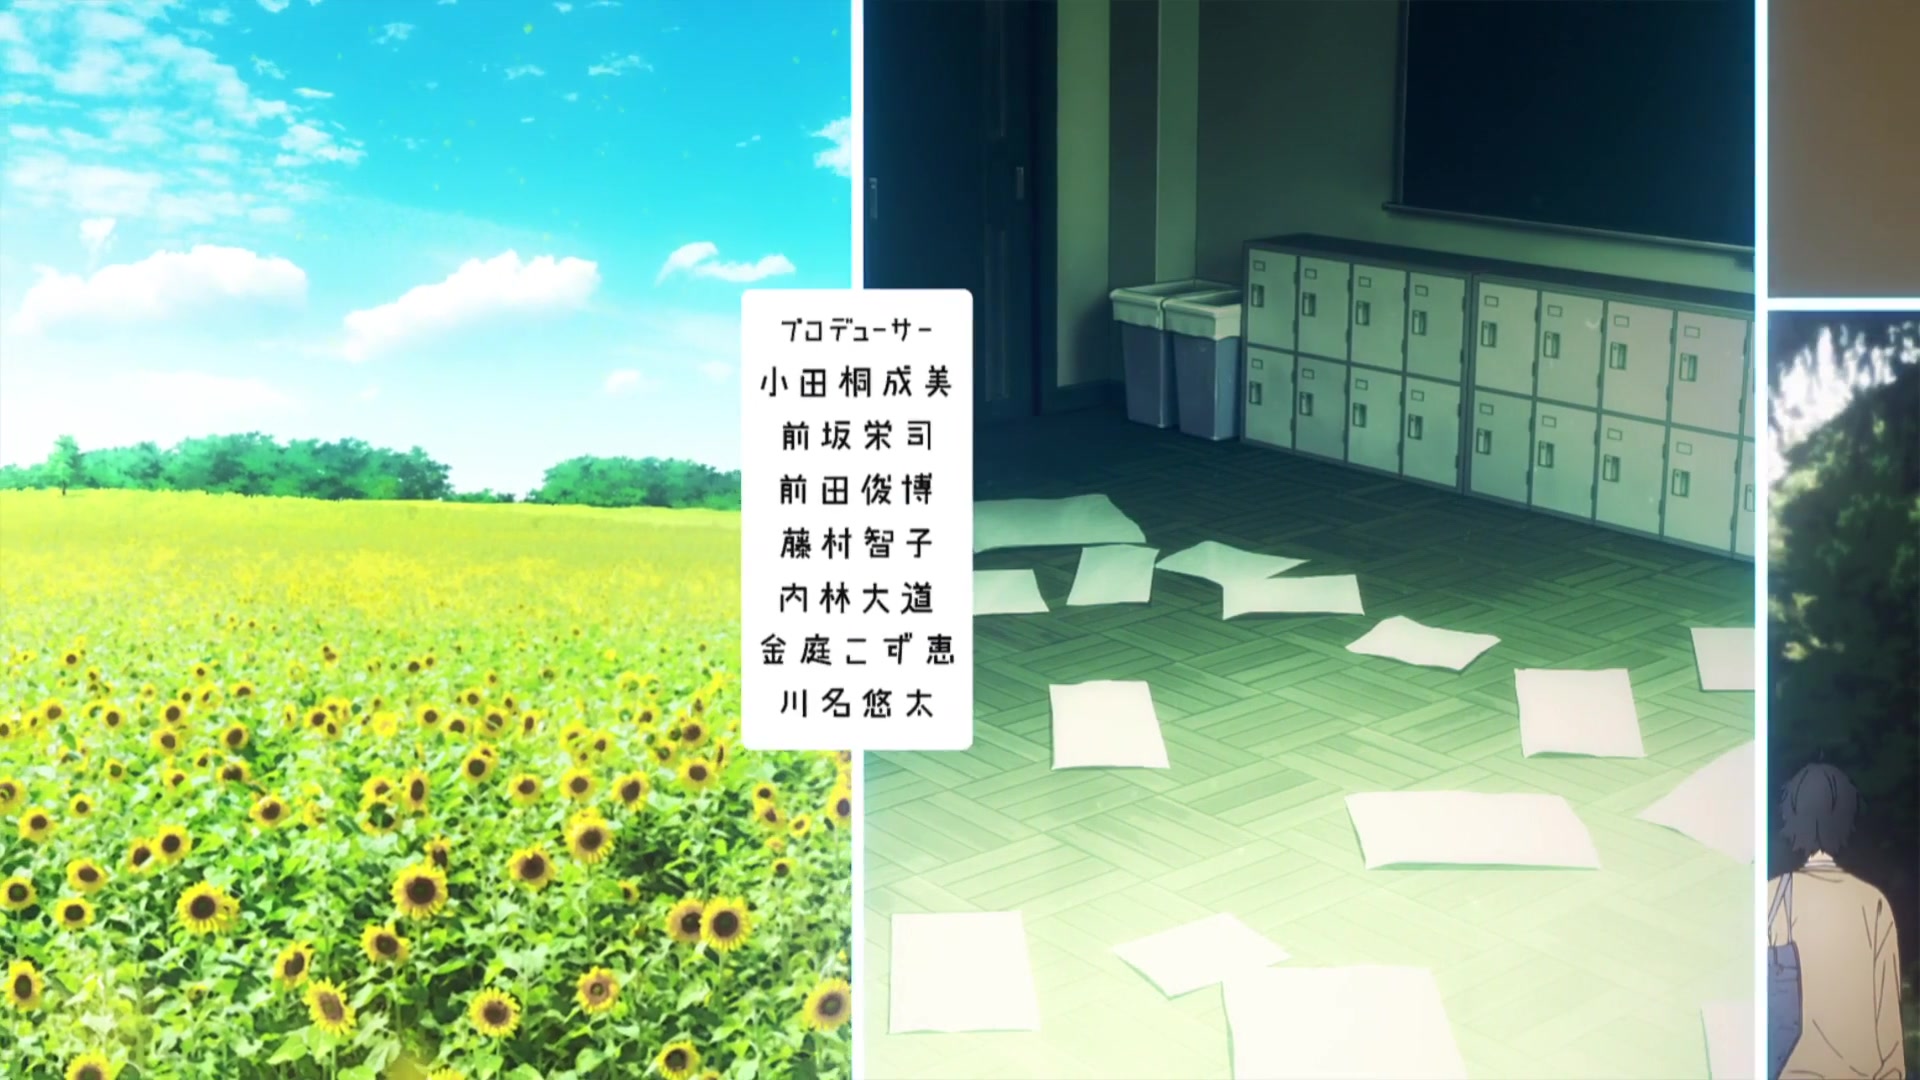 プロデューサー
小田桐成美
前坂栄司
前田俊博
藤村智子
内林大道
金庭こず恵
川名悠太